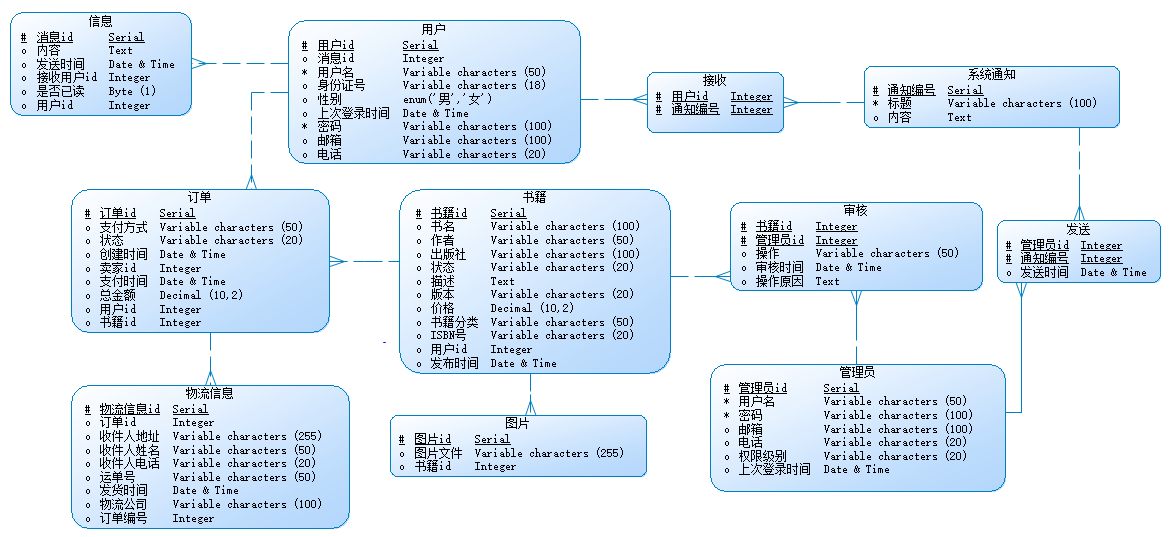 信息
# 消息id Serial
o 内容 Text
o 发送时间 Date & Time
o 接收用户id Integer
o 是否已读 Byte (1)
o 用户id Integer
用户
# 用户id Serial
o 消息id Integer
* 用户名 Variable characters (50)
o 身份证号 Variable characters (18)
o 性别 enum('男','女')
o 上次登录时间 Date & Time
* 密码 Variable characters (100)
o 邮箱 Variable characters (100)
o 电话 Variable characters (20)
接收
# 用户id Integer
# 通知编号 Integer
系统通知
# 通知编号 Serial
* 标题 Variable characters (100)
o 内容 Text
订单
# 订单id Serial
o 支付方式 Variable characters (50)
o 状态 Variable characters (20)
o 创建时间 Date & Time
o 卖家id Integer
o 支付时间 Date & Time
o 总金额 Decimal (10,2)
o 用户id Integer
o 书籍id Integer
书籍
# 书籍id Serial
o 书名 Variable characters (100)
o 作者 Variable characters (50)
o 出版社 Variable characters (100)
o 状态 Variable characters (20)
o 描述 Text
o 版本 Variable characters (20)
o 价格 Decimal (10,2)
o 书籍分类 Variable characters (50)
o ISBN号 Variable characters (20)
o 用户id Integer
o 发布时间 Date & Time
审核
# 书籍id Integer
# 管理员id Integer
o 操作 Variable characters (50)
o 审核时间 Date & Time
o 操作原因 Text
发送
# 管理员id Integer
# 通知编号 Integer
o 发送时间 Date & Time
物流信息
# 物流信息id Serial
o 订单id Integer
o 收件人地址 Variable characters (255)
o 收件人姓名 Variable characters (50)
o 收件人电话 Variable characters (20)
o 运单号 Variable characters (50)
o 发货时间 Date & Time
o 物流公司 Variable characters (100)
o 订单编号 Integer
图片
# 图片id Serial
o 图片文件 Variable characters (255)
o 书籍id Integer
管理员
# 管理员id Serial
* 用户名 Variable characters (50)
* 密码 Variable characters (100)
o 邮箱 Variable characters (100)
o 电话 Variable characters (20)
o 权限级别 Variable characters (20)
o 上次登录时间 Date & Time